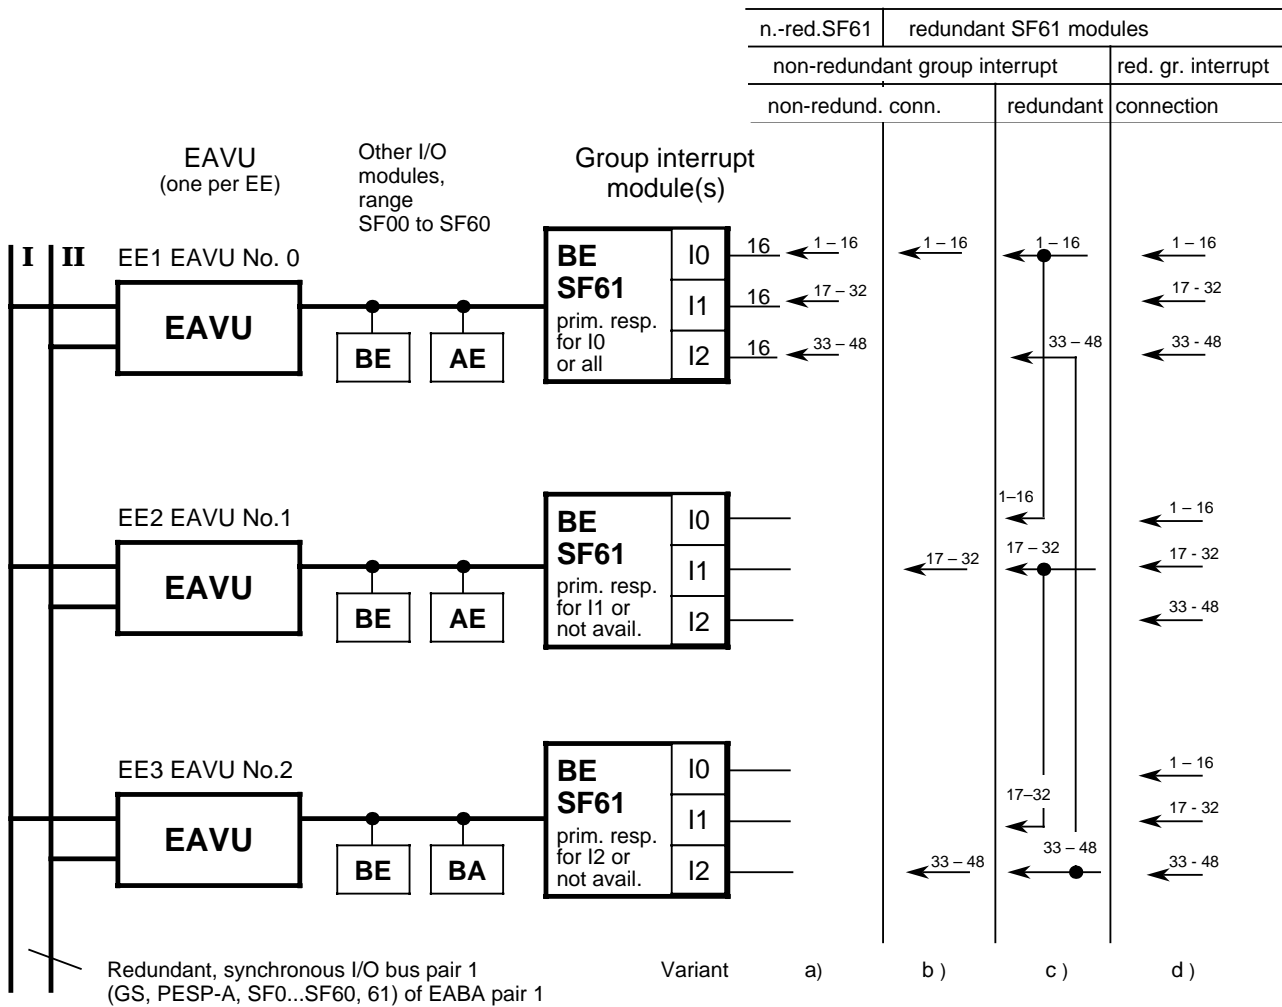 n.-red.SF61 redundant SF61 modules
non-redundant group interrupt red. gr. interrupt
non-redund. conn. redundant connection
EAVU
(one per EE)
Other I/O
modules,
range
SF00 to SF60
Group interrupt
module(s)
I II
EE1 EAVU No. 0
EAVU
BE
AE
BE
SF61
prim. resp.
for I0
or all
I0
I1
I2
16 1 – 16 1 – 16 1 – 16 1 – 16
16 17 – 32 17 - 32
16 33 – 48 33 – 48 33 - 48
EE2 EAVU No.1
EAVU
BE
AE
BE
SF61
prim. resp.
for I1 or
not avail.
I0
I1
I2
1–16 1 – 16
17 – 32 17 – 32 17 - 32
33 - 48
EE3 EAVU No.2
EAVU
BE
BA
BE
SF61
prim. resp.
for I2 or
not avail.
I0
I1
I2
1 – 16
17–32 17 - 32
33 – 48 33 – 48 33 - 48
Redundant, synchronous I/O bus pair 1
(GS, PESP-A, SF0...SF60, 61) of EABA pair 1
Variant a) b ) c ) d )